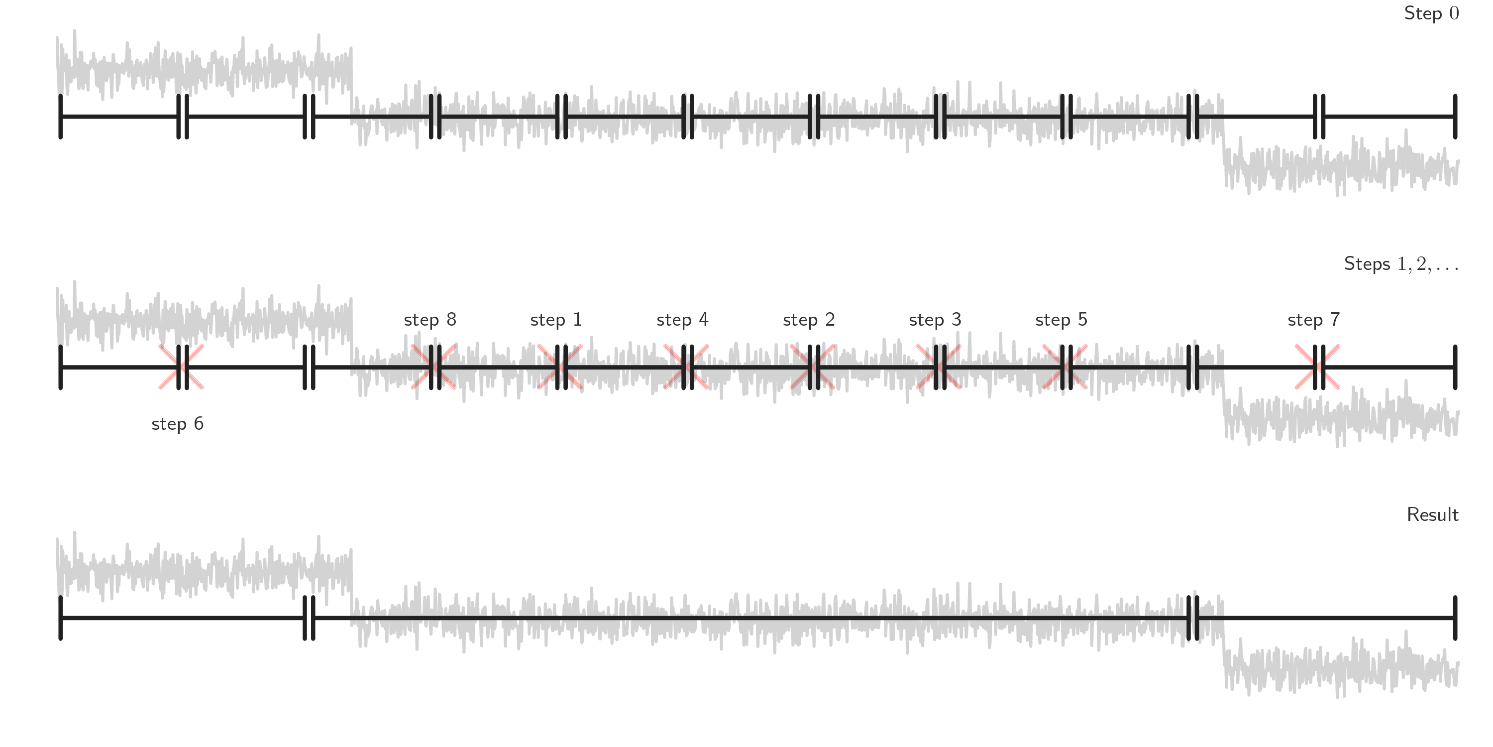 Step 0
Steps 1, 2, . . .
step 8 step 1 step 4 step 2 step 3 step 5 step 7
step 6
Result